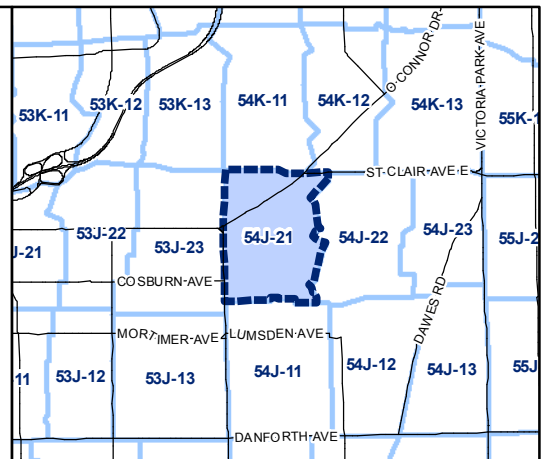 O CONNOR DR
VICTORIA PARK AVE
53K-11
53K-12
53K-13
54K-11
54K-12
54K-13
55K-1
ST CLAIR AVE E
J-21
53J-22
53J-23
54J-21
54J-22
54J-23
55J-2
COSBURN AVE
DAWES RD
MORTIMER AVE
LUMSDEN AVE
11
53J-12
53J-13
54J-11
54J-12
54J-13
55J
DANFORTH AVE